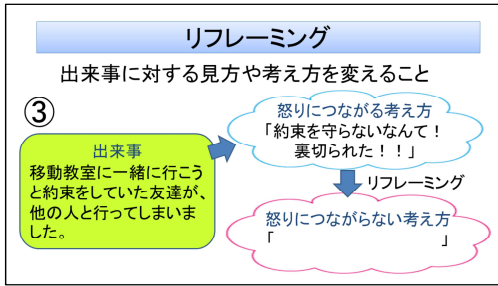 リフレーミング
出来事に対する見方や考え方を変えること
③
出来事
移動教室に一緒に行こう
と約束をしていた友達が、
他の人と行ってしまいま
した。
怒りにつながる考え方
「約束を守らないなんて！
裏切られた！！」
リフレーミング
怒りにつながらない考え方
「　　　　　　　　　　」